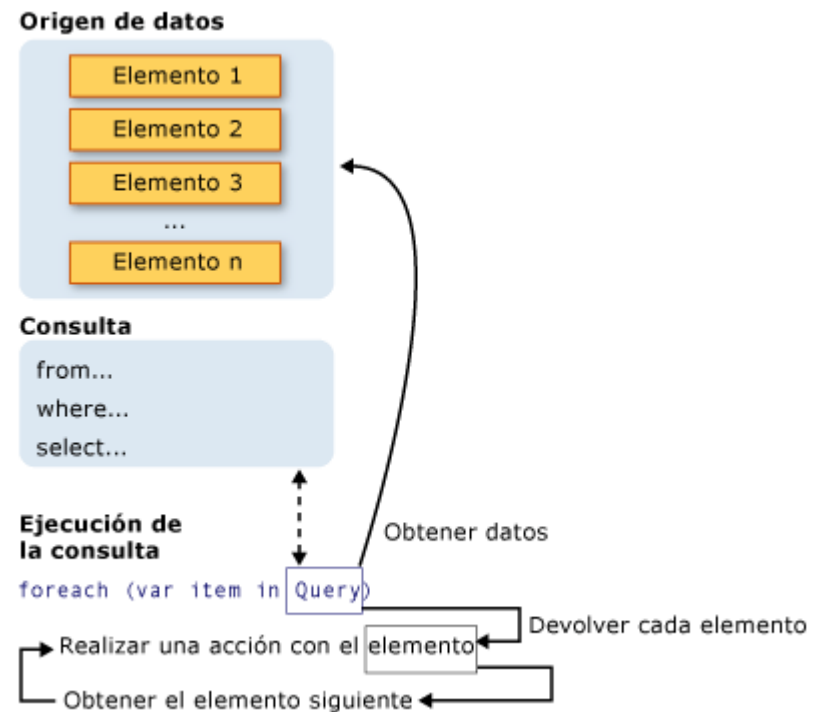 Origen de datos
Elemento 1
Elemento 2
Elemento 3
...
Elemento n
Consulta
from...
where...
select...
Ejecución de
la consulta
Obtener datos
foreach (var item in Query)
Devolver cada elemento
Realizar una acción con el elemento
Obtener el elemento siguiente